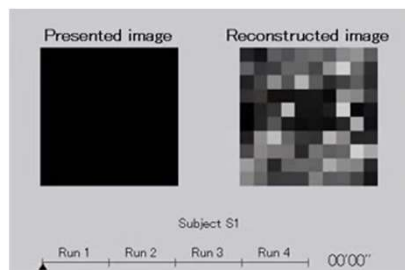 Presented image Reconstructed image
Subject S1
Run 1 Run 2 Run 3 Run 4 00'00"